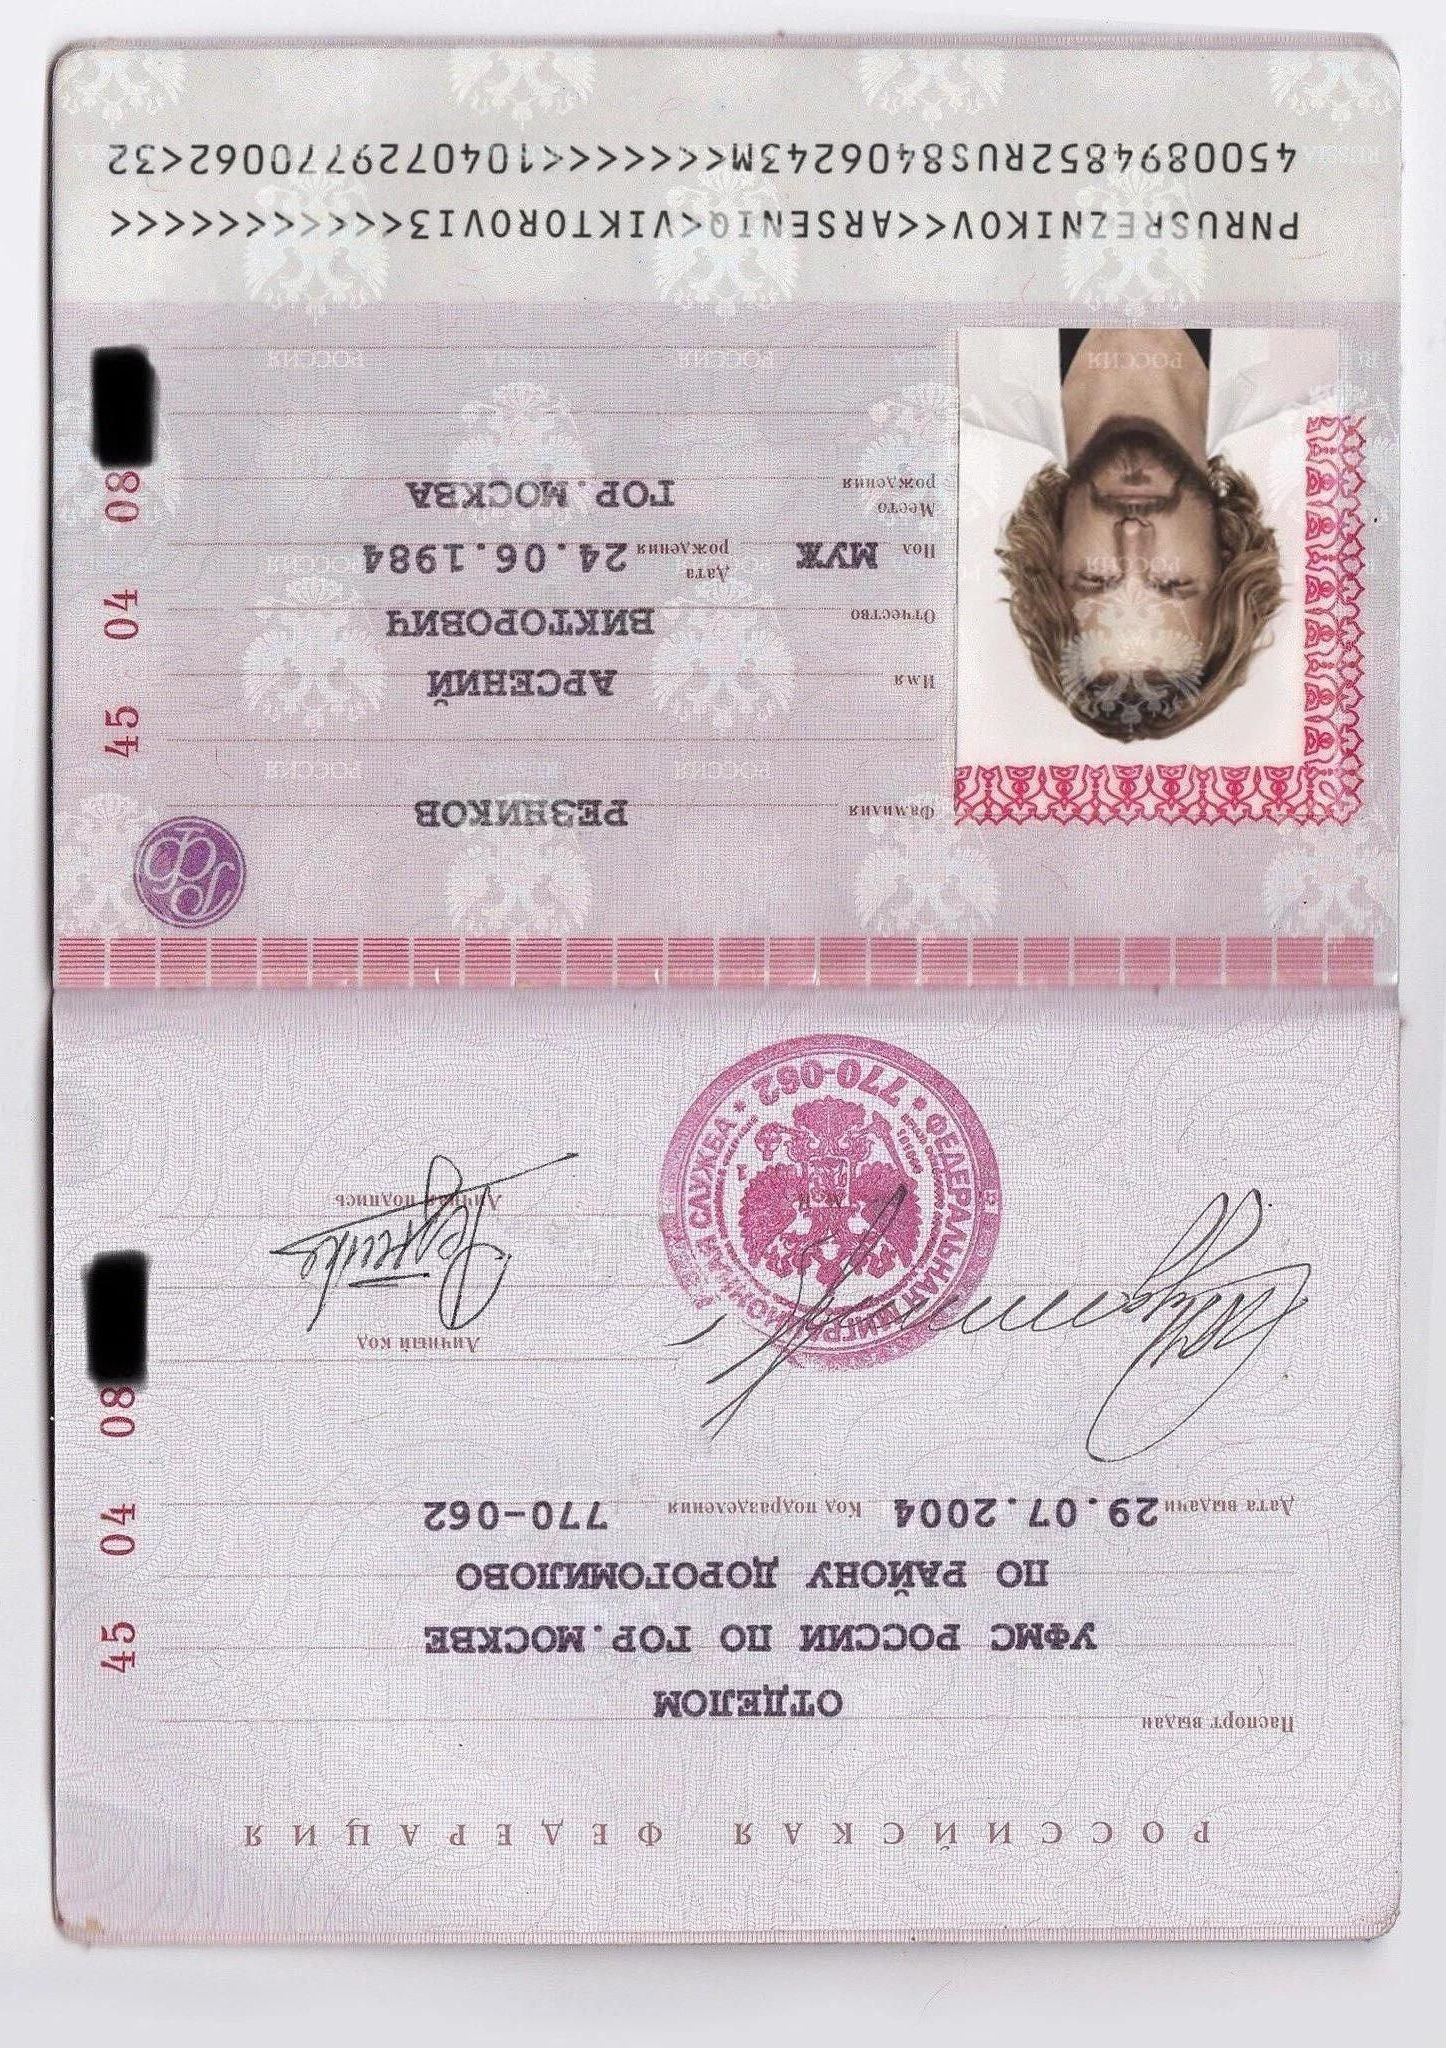 РОССИЙСКАЯ ФЕДЕРАЦИЯ
Паспорт выдан
ОТДЕЛОМ
УФМС РОССИИ ПО ГОР.МОСКВЕ
ПО РАЙОНУ ДОРОГОМИЛОВО
Дата выдачи 29.07.2004 Код подразделения 770-062
Личный код
Личная подпись
ФЕДЕРАЛЬНАЯ МИГРАЦИОННАЯ СЛУЖБА
770-062
45 04 08
Фамилия РЕЗНИКОВ
Имя АРСЕНИЙ
Отчество ВИКТОРОВИЧ
Пол МУЖ Дата рождения 24.06.1984
Место рождения ГОР.МОСКВА
45 04 08
РОССИЯ RUSSIA РОССИЯ
PNRUSREZNIKOV<<ARSENIQ<VIKTOROVI3<<<<<<<<<<<
4500894852RUS8406243M<<<<<<<1040729770062<32